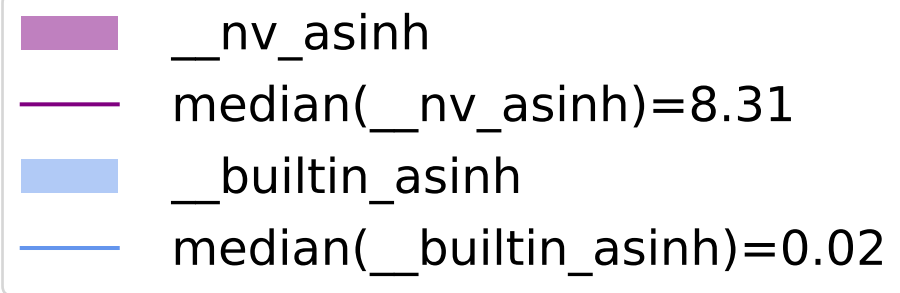 __nv_asinh
median(__nv_asinh)=8.31
__builtin_asinh
median(__builtin_asinh)=0.02